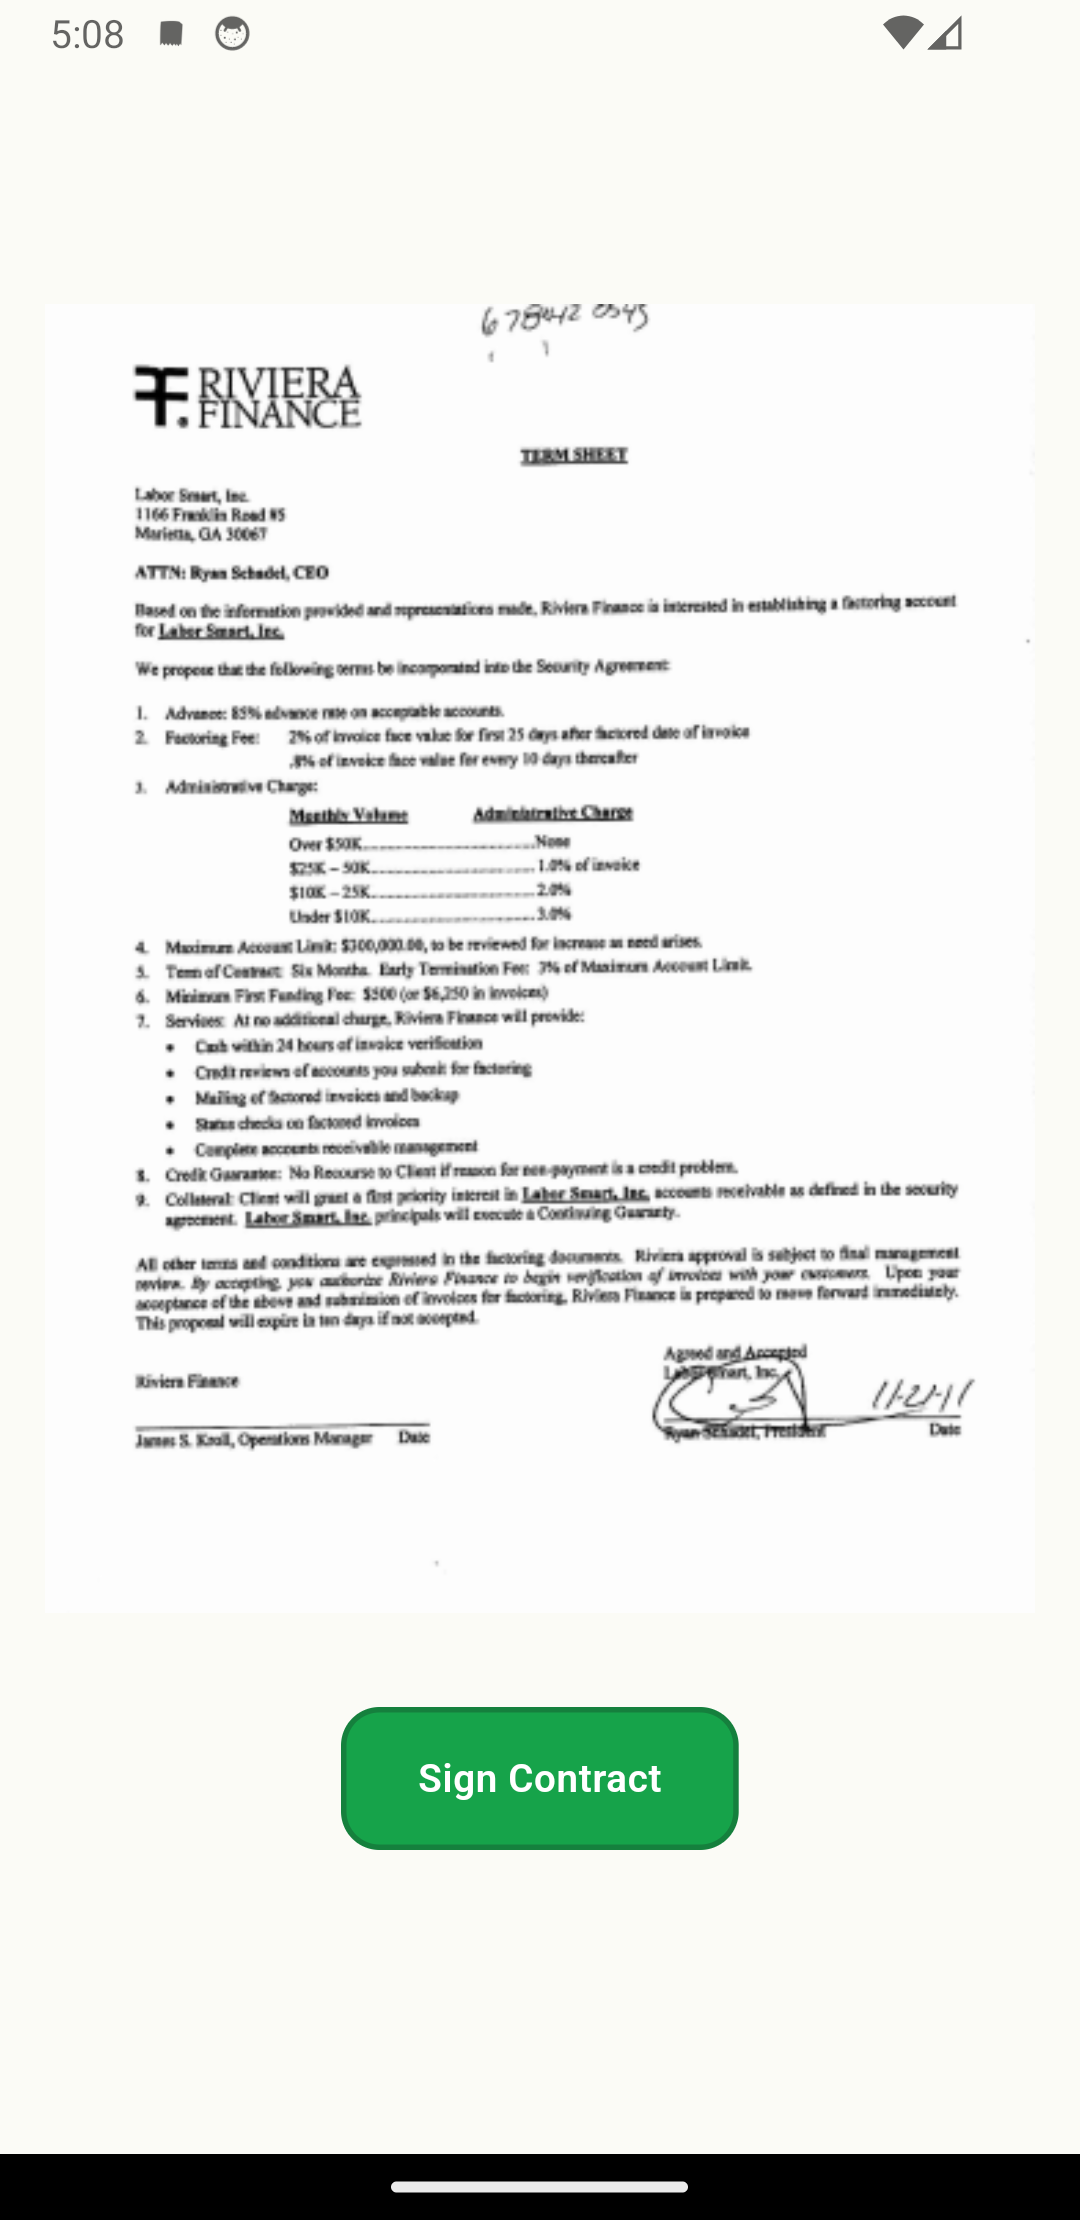 5:08
RIVIERA
FINANCE
TERM SHEET
Labor Smart, Inc.
1166 Franklin Road #5
Marietta, GA 30067
ATTN: Ryan Schadel, CEO
Based on the information provided and representations made, Riviera Finance is interested in establishing a factoring account
for Labor Smart, Inc.
We propose that the following terms be incorporated into the Security Agreement:
1. Advance: 85% advance rate on acceptable accounts.
2. Factoring Fee: 2% of invoice face value for first 25 days after factored date of invoice
.8% of invoice face value for every 10 days thereafter
3. Administrative Charge:
Monthly Volume Administrative Charge
Over $50K None
$25K – 50K 1.0% of invoice
$10K – 25K 2.0%
Under $10K 3.0%
4. Maximum Account Limit: $300,000.00, to be reviewed for increase as need arises.
5. Term of Contract: Six Months. Early Termination Fee: 3% of Maximum Account Limit.
6. Minimum First Funding Fee: $500 (or $6,250 in invoices)
7. Services: At no additional charge, Riviera Finance will provide:
• Cash within 24 hours of invoice verification
• Credit reviews of accounts you submit for factoring
• Mailing of factored invoices and backup
• Status checks on factored invoices
• Complete accounts receivable management
8. Credit Guarantee: No Recourse to Client if reason for non-payment is a credit problem.
9. Collateral: Client will grant a first priority interest in Labor Smart, Inc. accounts receivable as defined in the security
agreement. Labor Smart, Inc. principals will execute a Continuing Guaranty.
All other terms and conditions are expressed in the factoring documents. Riviera approval is subject to final management
review. By accepting, you authorize Riviera Finance to begin verification of invoices with your customers. Upon your
acceptance of the above and submission of invoices for factoring, Riviera Finance is prepared to move forward immediately.
This proposal will expire in ten days if not accepted.
Agreed and Accepted
Labor Smart, Inc.
Riviera Finance
11-21-11
James S. Kroll, Operations Manager Date
Ryan Schadel, President Date
Sign Contract